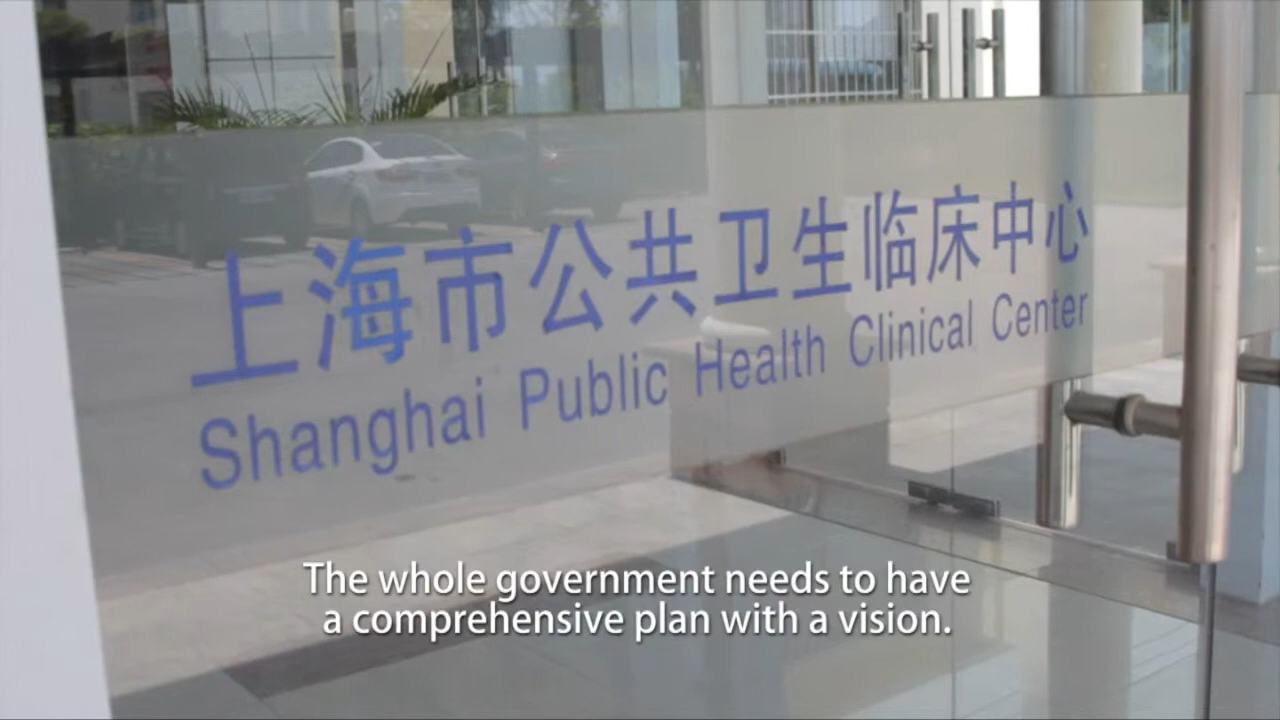 上海市公共卫生临床中心
Shanghai Public Health Clinical Center
The whole government needs to have
a comprehensive plan with a vision.